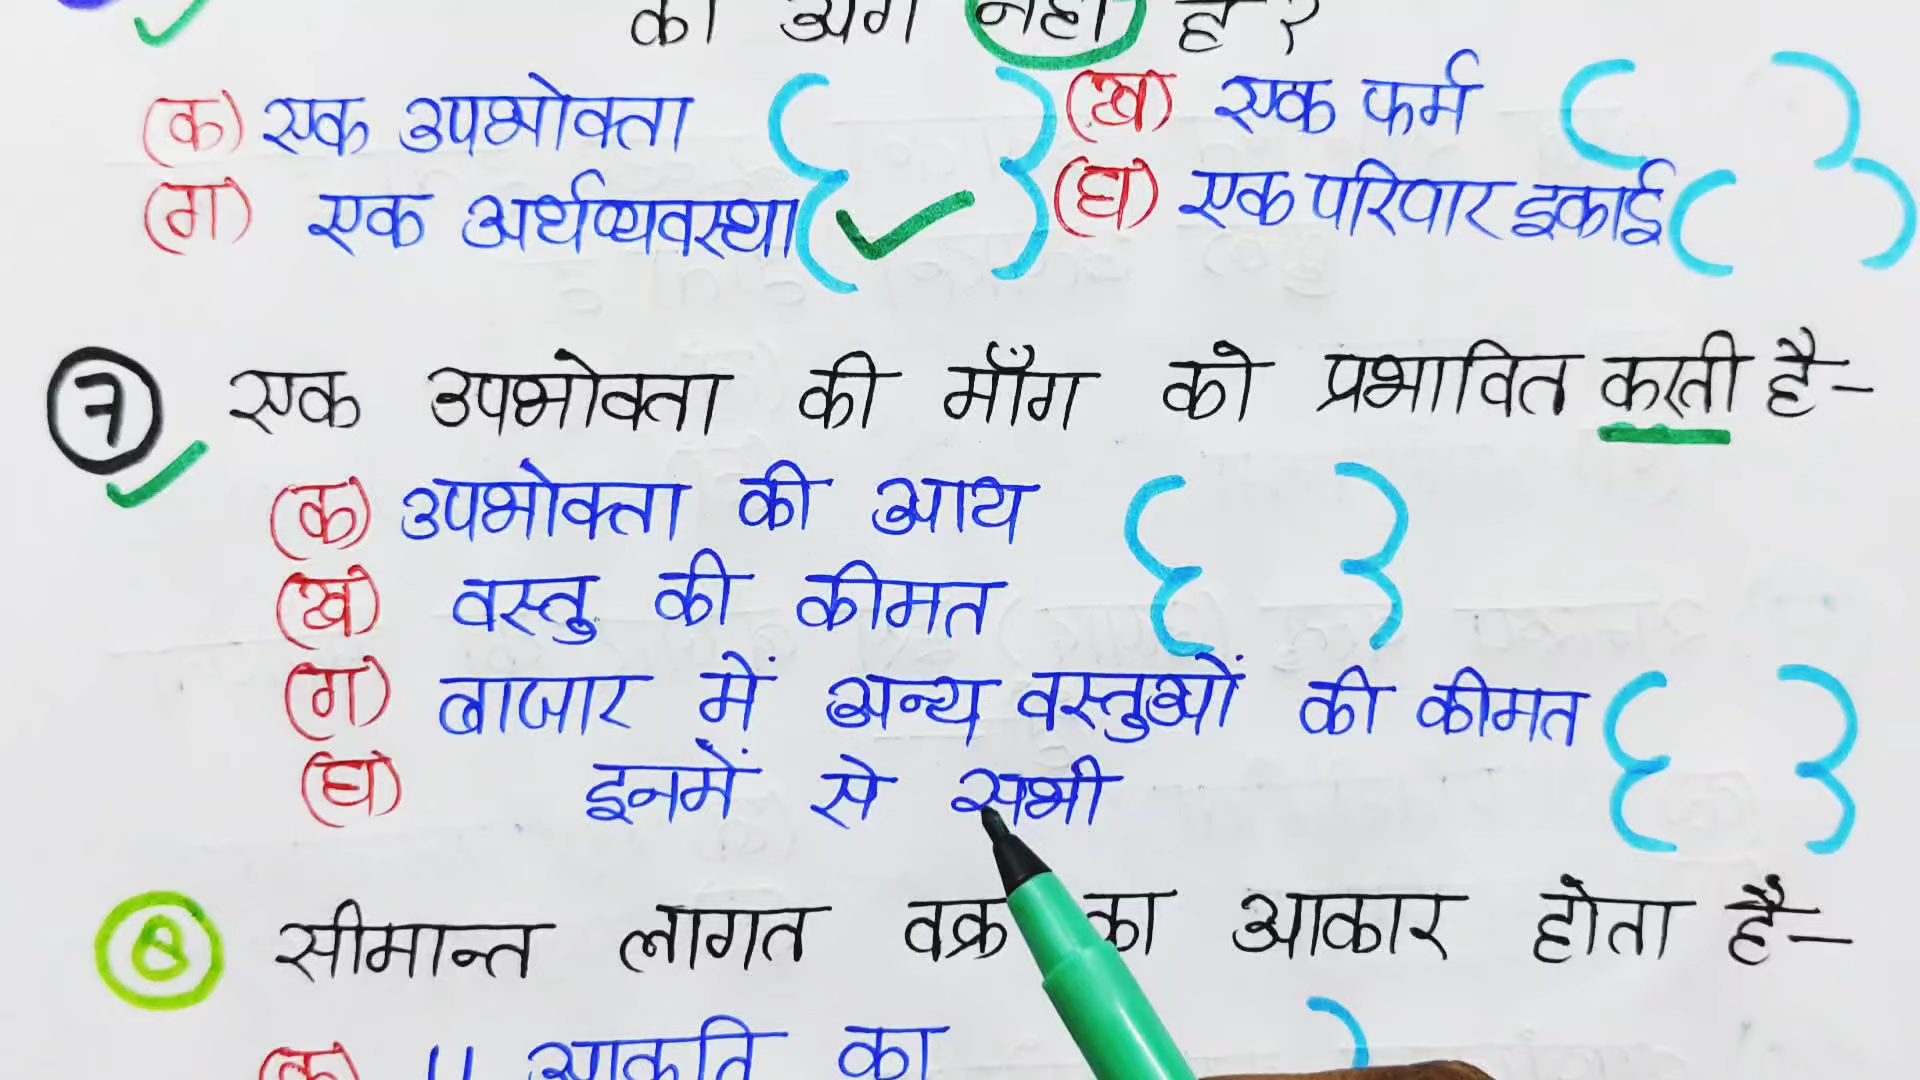 का अंग नहीं है?
(क) एक उपभोक्ता (ख) एक फर्म
(ग) एक अर्थव्यवस्था (घ) एक परिवार इकाई
7 एक उपभोक्ता की माँग को प्रभावित करती है-
(क) उपभोक्ता की आय
(ख) वस्तु की कीमत
(ग) बाजार में अन्य वस्तुओं की कीमत
(घ) इनमें से सभी
8 सीमान्त लागत वक्र का आकार होता है-
(क) U आकृति का